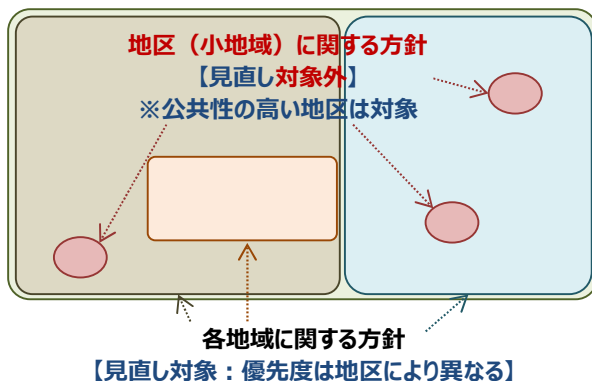 地区（小地域）に関する方針
【見直し対象外】
※公共性の高い地区は対象
各地域に関する方針
【見直し対象：優先度は地区により異なる】